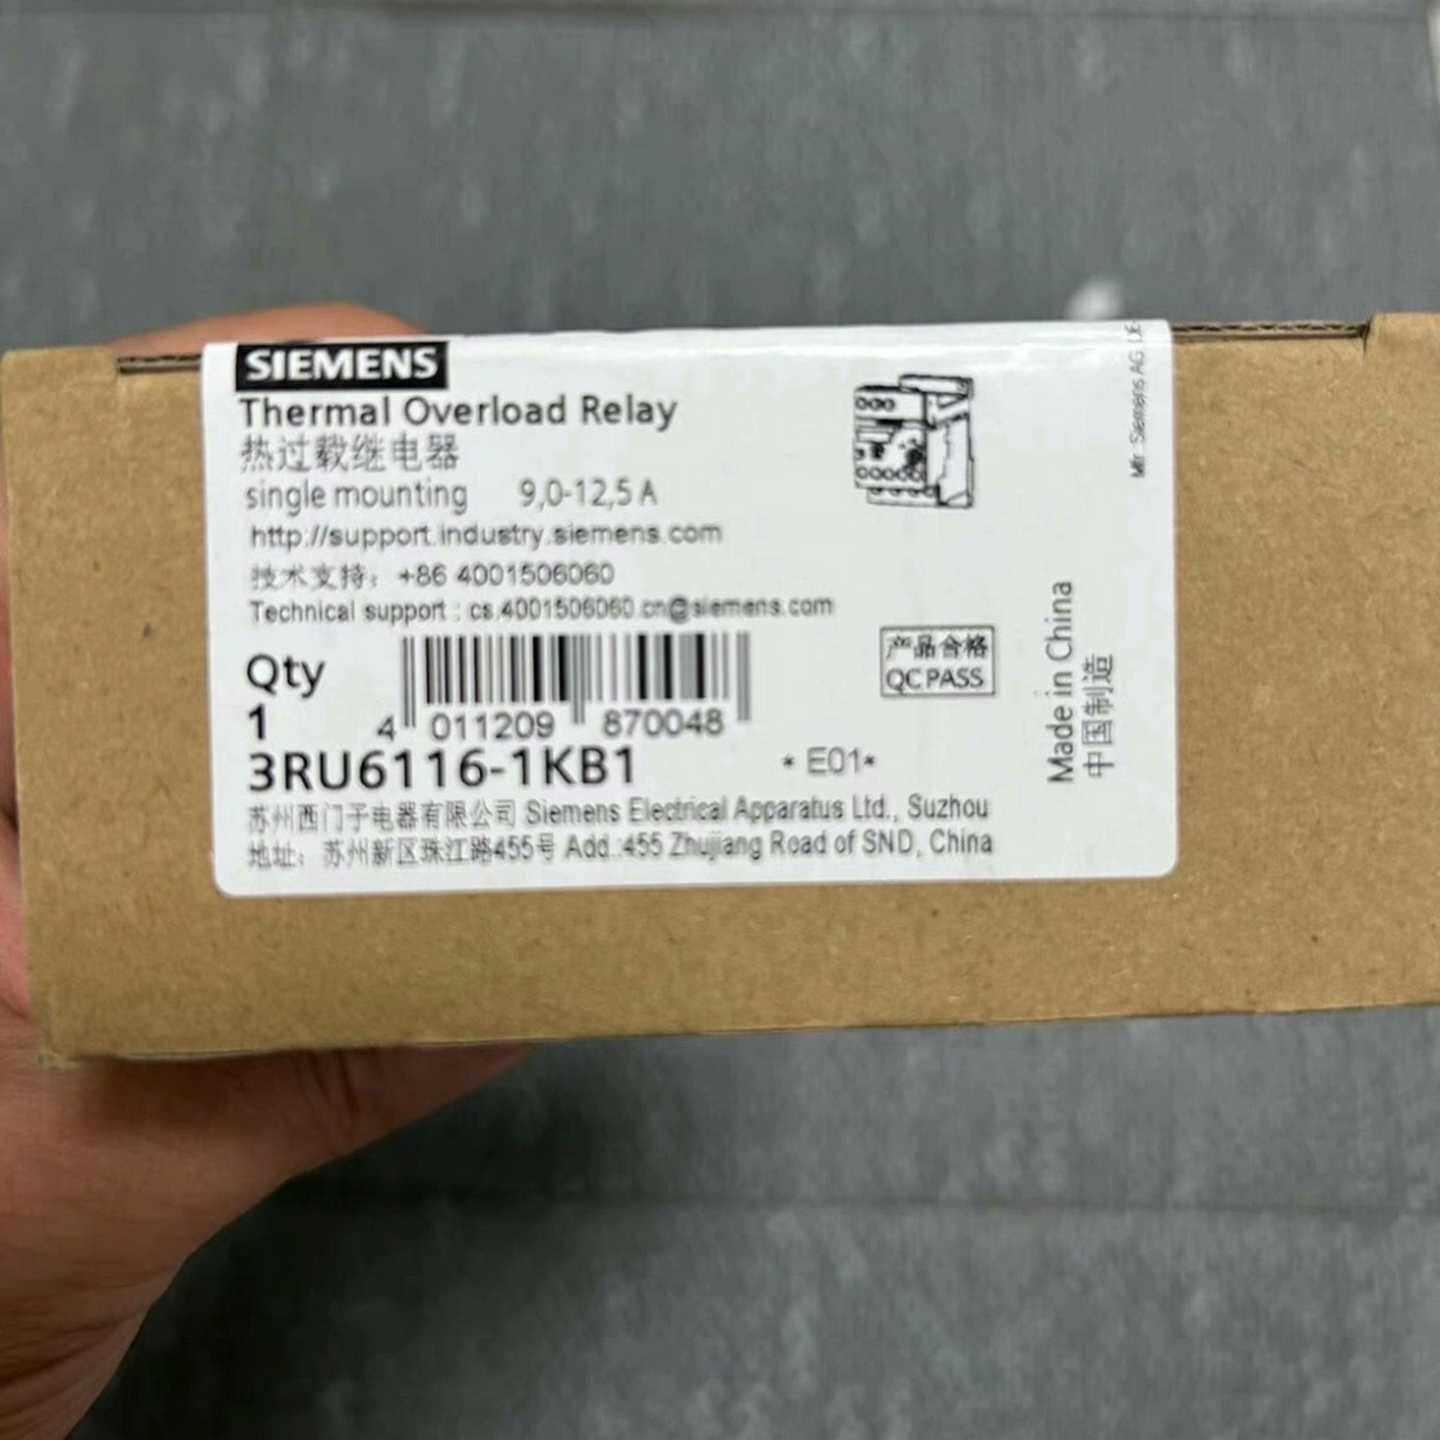 SIEMENS
Thermal Overload Relay
热过载继电器
single mounting 9,0-12,5 A
http://support.industry.siemens.com
技术支持：+86 4001506060
Technical support : cs.4001506060.cn@siemens.com
Qty
1
4 011209 870048
3RU6116-1KB1
* E01*
苏州西门子电器有限公司 Siemens Electrical Apparatus Ltd., Suzhou
地址：苏州新区珠江路455号 Add.:455 Zhujiang Road of SND, China
产品合格
QC PASS
Made in China
中国制造
Mfr. Siemens AG DE-